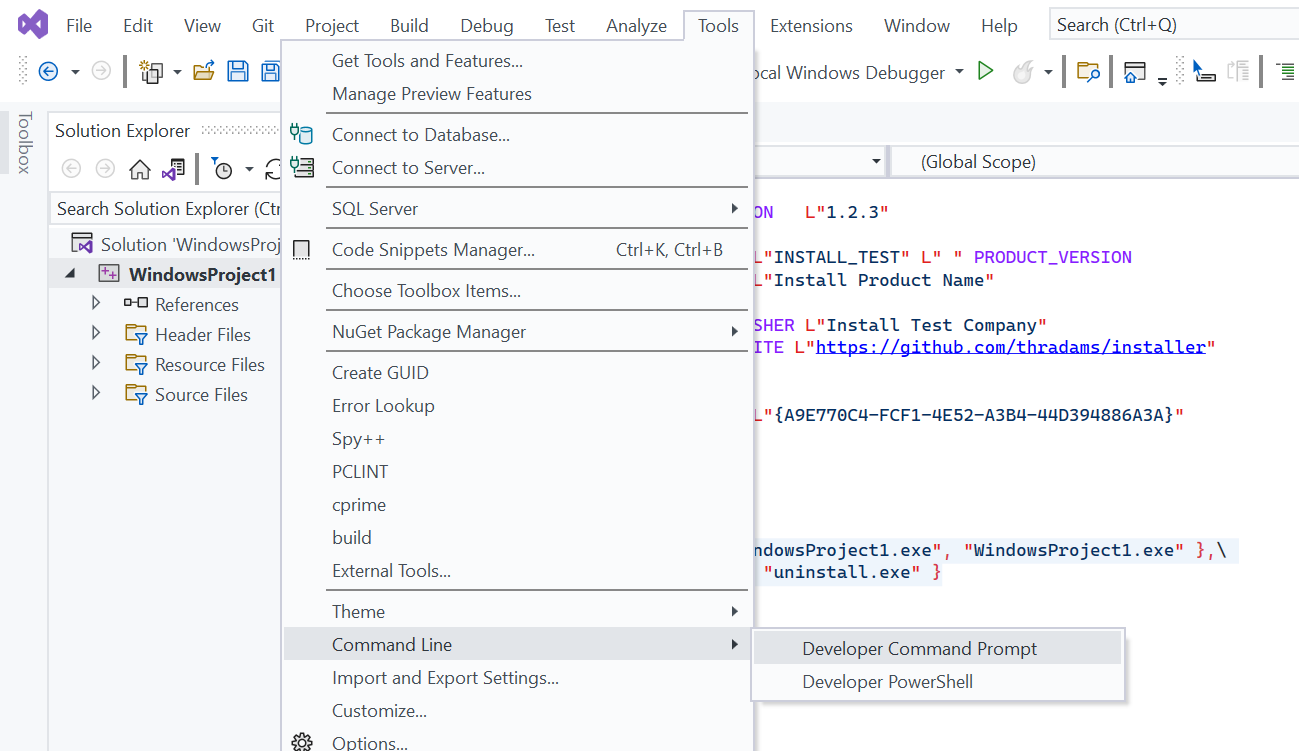 File Edit View Git Project Build Debug Test Analyze Tools Extensions Window Help Search (Ctrl+Q)
ocal Windows Debugger
Toolbox
Solution Explorer
Search Solution Explorer (Ctr
Solution 'WindowsProj
WindowsProject1
References
Header Files
Resource Files
Source Files
Get Tools and Features...
Manage Preview Features
Connect to Database...
Connect to Server...
SQL Server
Code Snippets Manager... Ctrl+K, Ctrl+B
Choose Toolbox Items...
NuGet Package Manager
Create GUID
Error Lookup
Spy++
PCLINT
cprime
build
External Tools...
Theme
Command Line
Import and Export Settings...
Customize...
Options...
Developer Command Prompt
Developer PowerShell
(Global Scope)
ON L"1.2.3"
L"INSTALL_TEST" L" " PRODUCT_VERSION
L"Install Product Name"
SHER L"Install Test Company"
ITE L"https://github.com/thradams/installer"
L"{A9E770C4-FCF1-4E52-A3B4-44D394886A3A}"
ndowsProject1.exe", "WindowsProject1.exe" },\
"uninstall.exe" }